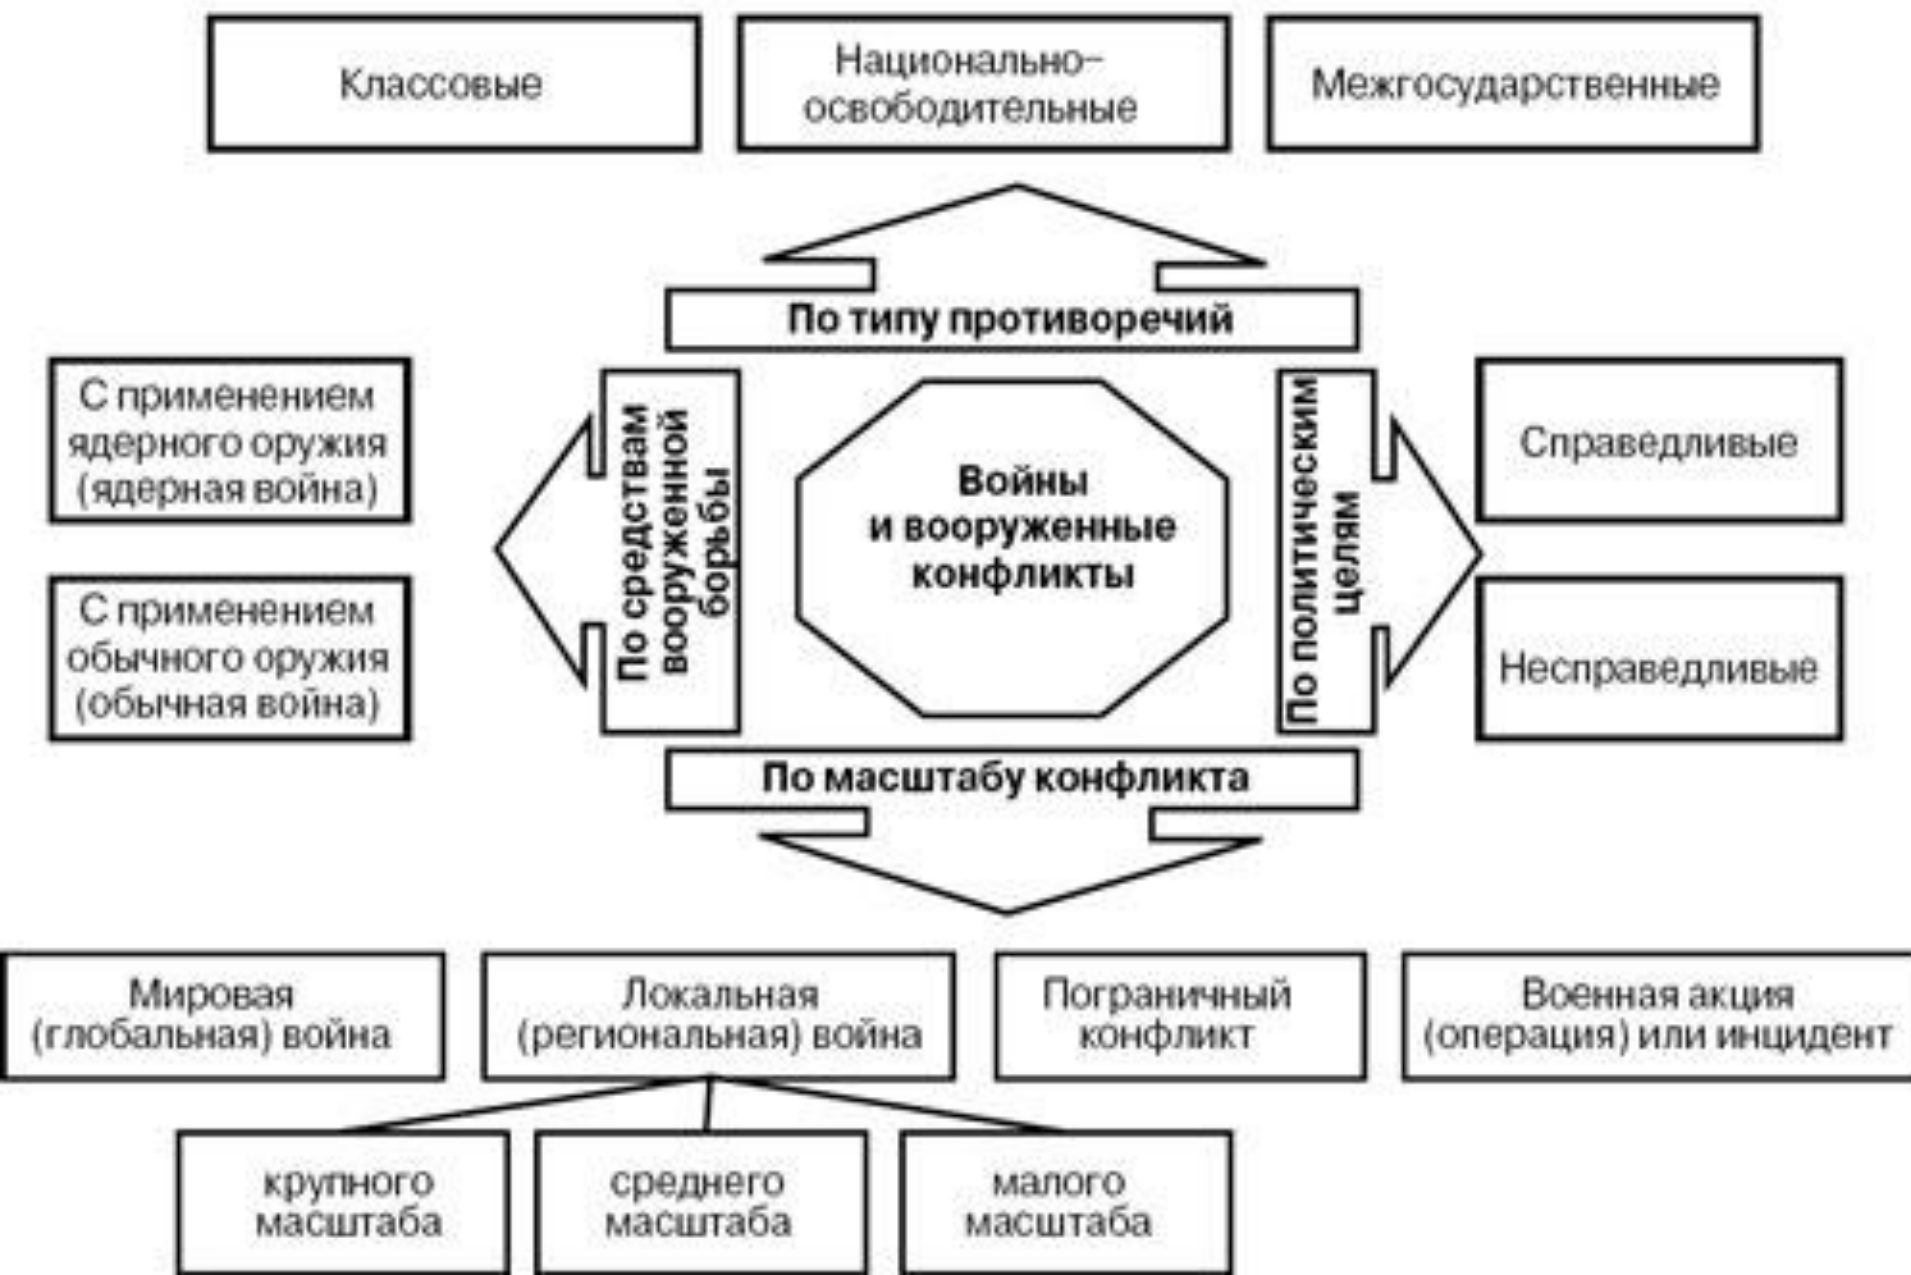 Классовые
Национально-
освободительные
Межгосударственные
По типу противоречий
С применением
ядерного оружия
(ядерная война)
С применением
обычного оружия
(обычная война)
По средствам
вооруженной
борьбы
Войны
и вооруженные
конфликты
По политическим
целям
Справедливые
Несправедливые
По масштабу конфликта
Мировая
(глобальная) война
Локальная
(региональная) война
Пограничный
конфликт
Военная акция
(операция) или инцидент
крупного
масштаба
среднего
масштаба
малого
масштаба